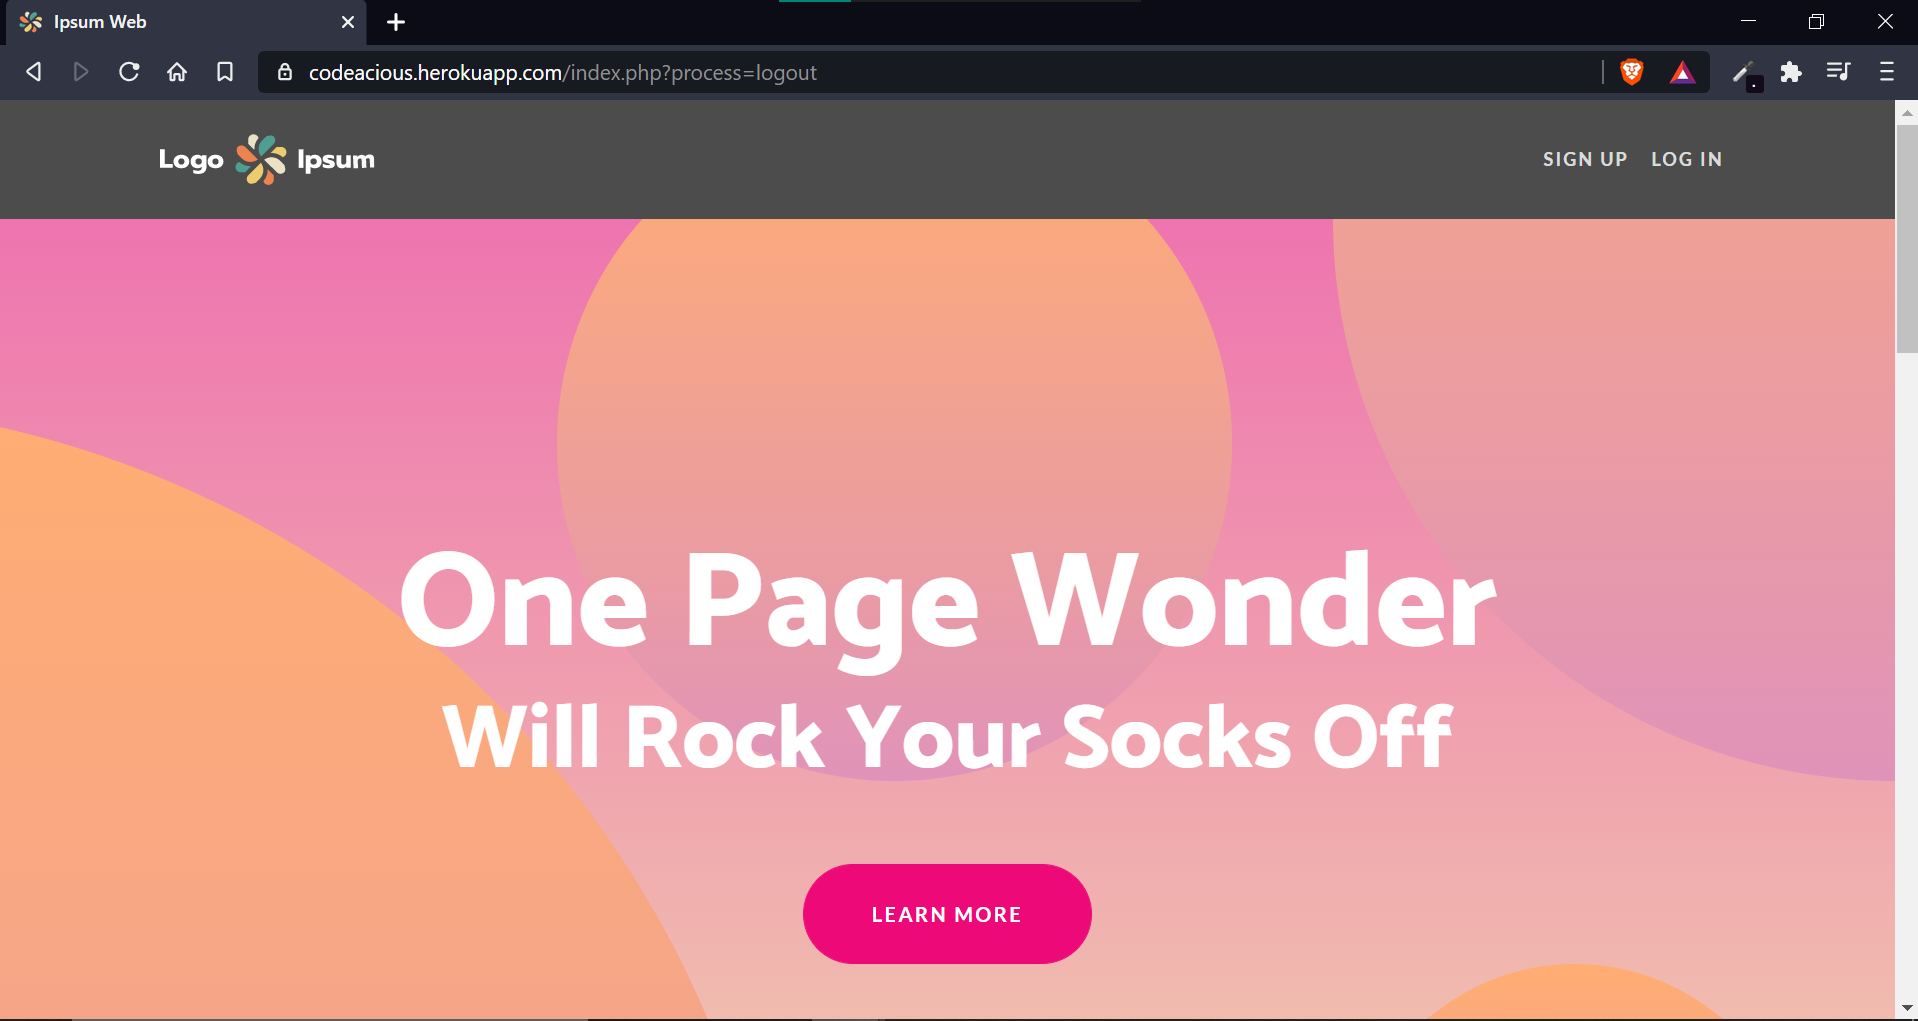 Ipsum Web
codeacious.herokuapp.com/index.php?process=logout
Logo Ipsum
SIGN UP LOG IN
One Page Wonder
Will Rock Your Socks Off
LEARN MORE